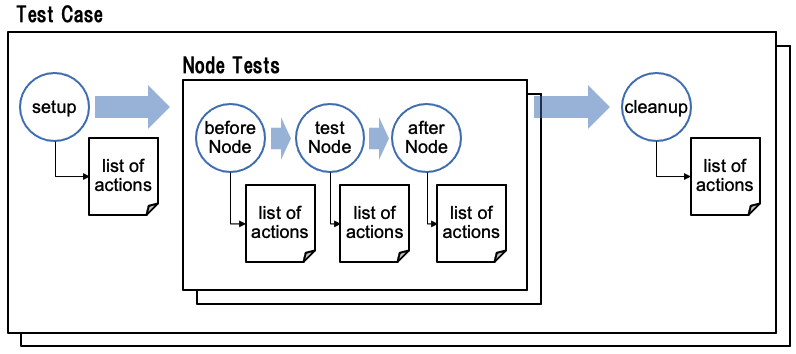 Test Case
Node Tests
setup
list of
actions
before
Node
list of
actions
test
Node
list of
actions
after
Node
list of
actions
cleanup
list of
actions